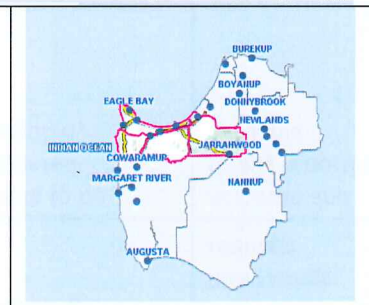 BUREKUP
BOYANUP
EAGLE BAY
DONNYBROOK
NEWLANDS
INDIAN OCEAN
JARRAHWOOD
COWARAMUP
MARGARET RIVER
NANNUP
AUGUSTA